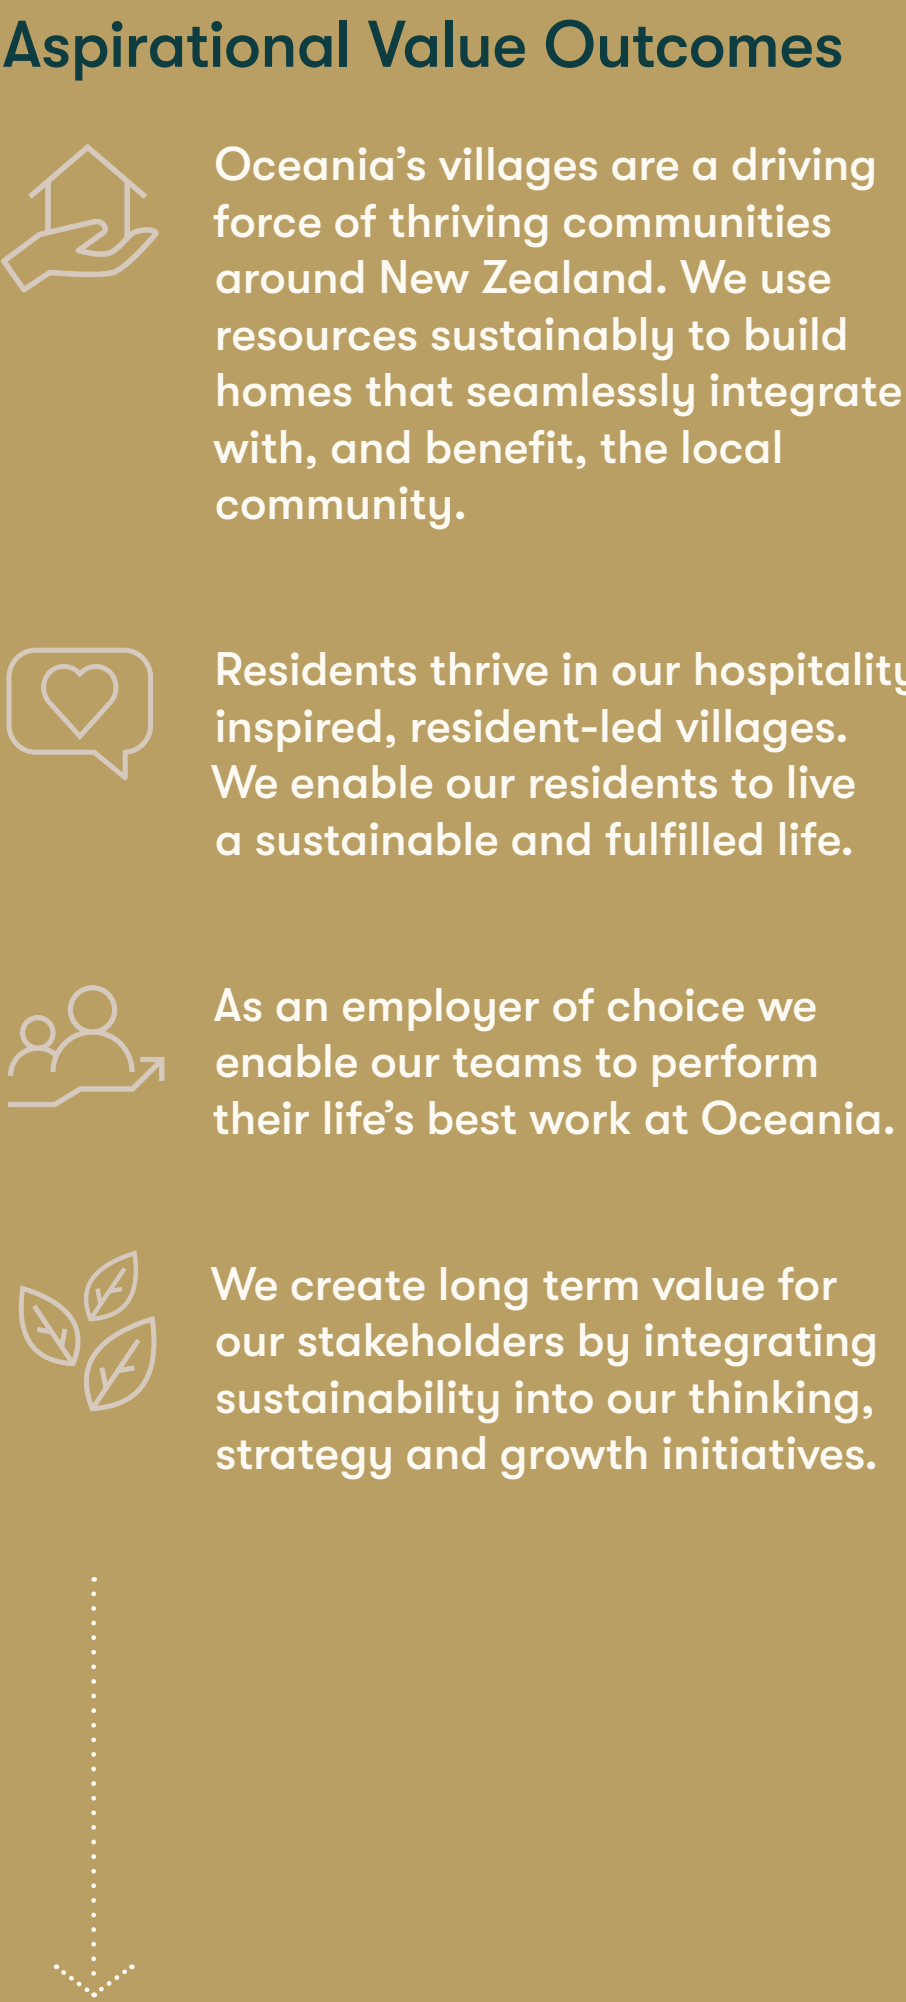 Aspirational Value Outcomes
Oceania’s villages are a driving
force of thriving communities
around New Zealand. We use
resources sustainably to build
homes that seamlessly integrate
with, and benefit, the local
community.
Residents thrive in our hospitality
inspired, resident-led villages.
We enable our residents to live
a sustainable and fulfilled life.
As an employer of choice we
enable our teams to perform
their life’s best work at Oceania.
We create long term value for
our stakeholders by integrating
sustainability into our thinking,
strategy and growth initiatives.